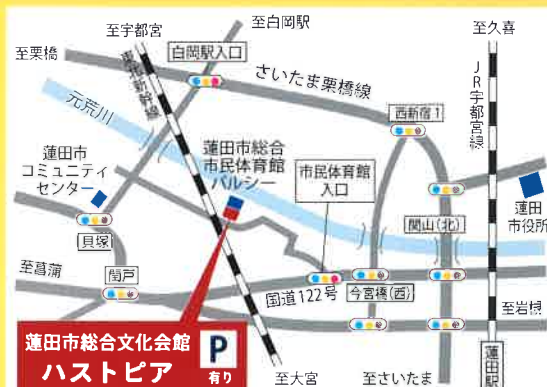 至宇都宮
至白岡駅
至久喜
至栗橋
白岡駅入口
東北新幹線
さいたま栗橋線
JR宇都宮線
元荒川
西新宿1
蓮田市総合
市民体育館
パルシー
市民体育館
入口
蓮田市
コミュニティ
センター
蓮田
市役所
関山(北)
貝塚
至菖蒲
関戸
国道122号
今宮橋(西)
至岩槻
蓮田市総合文化会館
ハストピア
P
有り
至大宮
至さいたま
蓮田駅